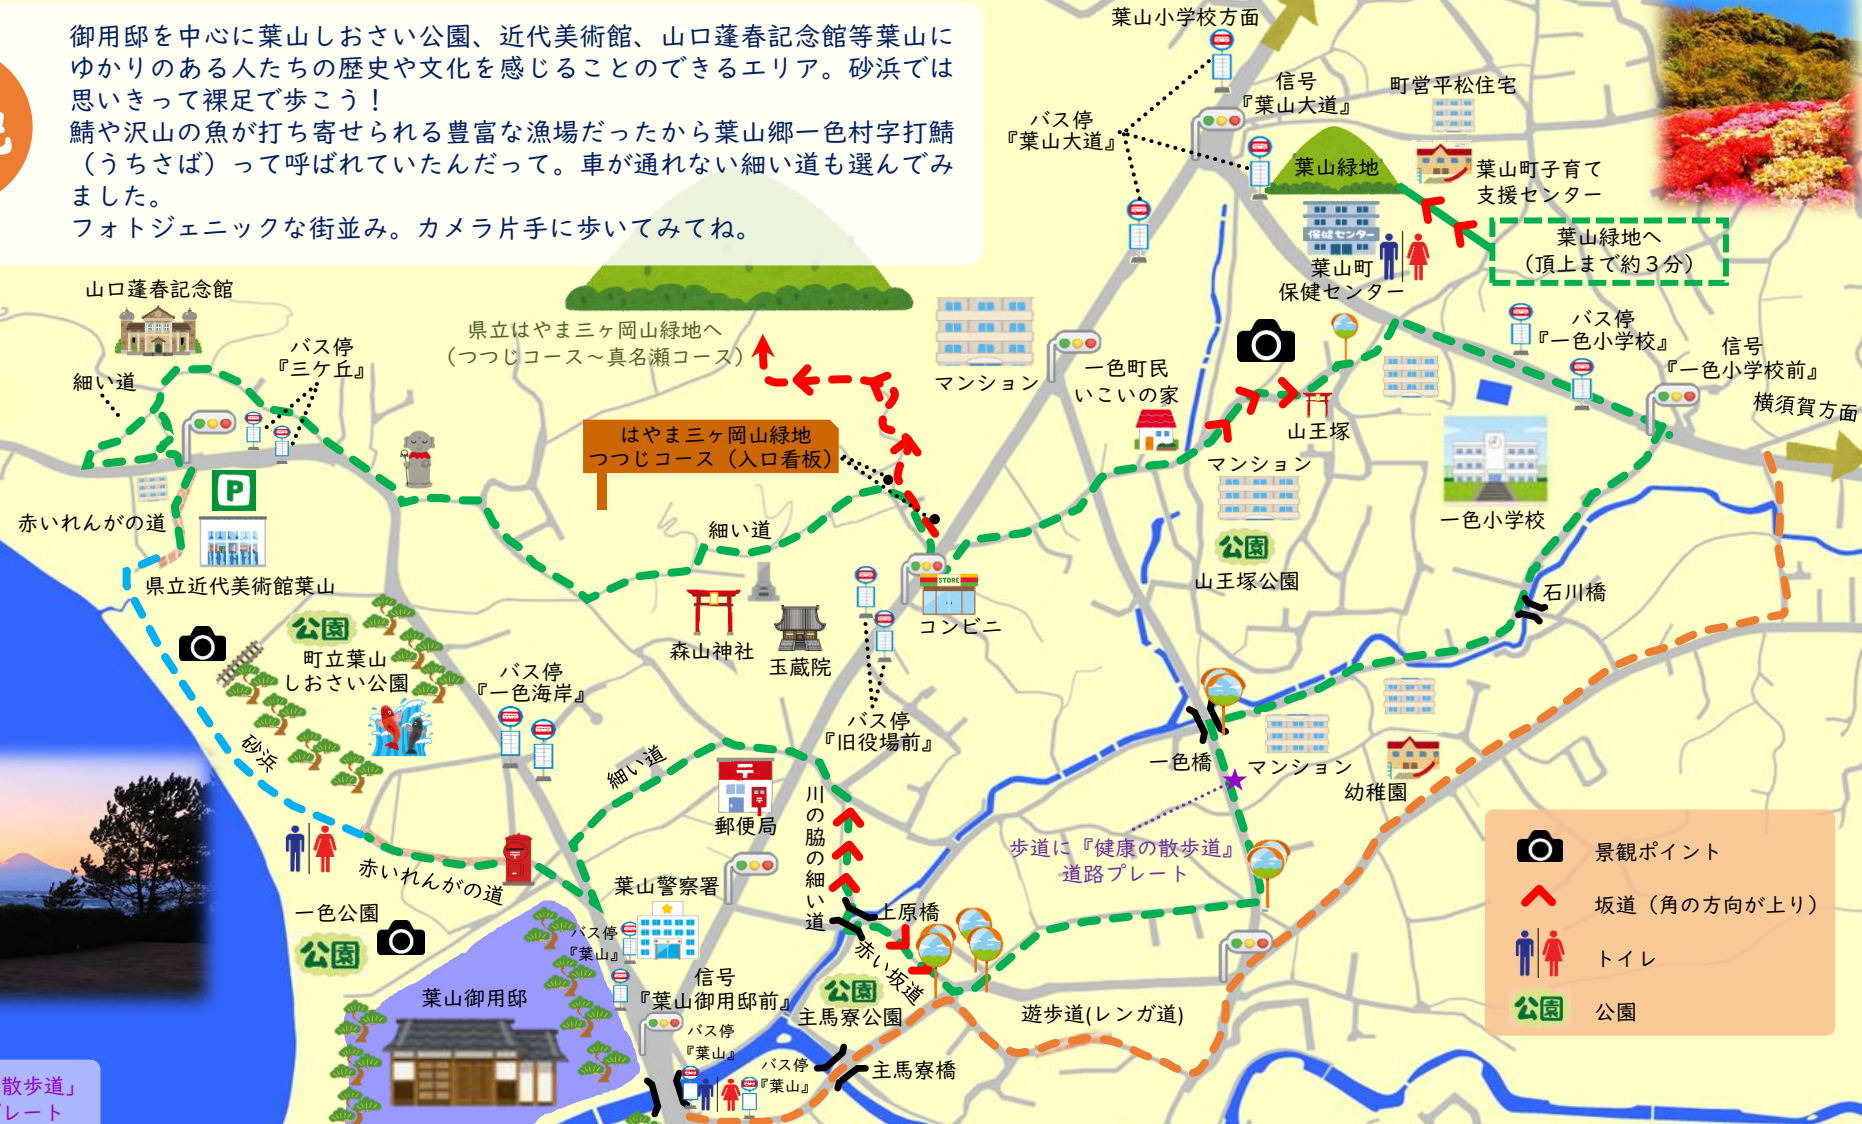 御用邸を中心に葉山しおさい公園、近代美術館、山口蓬春記念館等葉山に
ゆかりのある人たちの歴史や文化を感じることのできるエリア。砂浜では
思いきって裸足で歩こう！
鯖や沢山の魚が打ち寄せられる豊富な漁場だったから葉山郷一色村字打鯖
（うちさば）って呼ばれていたんだって。車が通れない細い道も選んでみ
ました。
フォトジェニックな街並み。カメラ片手に歩いてみてね。
葉山小学校方面
バス停
『葉山大道』
信号
『葉山大道』
町営平松住宅
葉山緑地
葉山町子育て
支援センター
保健センター
葉山町
保健センター
葉山緑地へ
（頂上まで約３分）
山口蓬春記念館
細い道
バス停
『三ケ丘』
県立はやま三ヶ岡山緑地へ
（つつじコース～真名瀬コース）
マンション
一色町民
いこいの家
山王塚
バス停
『一色小学校』
信号
『一色小学校前』
横須賀方面
はやま三ヶ岡山緑地
つつじコース（入口看板）
マンション
公園
山王塚公園
一色小学校
石川橋
P
赤いれんがの道
県立近代美術館葉山
細い道
森山神社
玉蔵院
STORE
コンビニ
公園
町立葉山
しおさい公園
砂浜
バス停
『一色海岸』
バス停
『旧役場前』
細い道
郵便局
川の脇の細い道
一色橋
マンション
幼稚園
歩道に『健康の散歩道』
道路プレート
赤いれんがの道
一色公園
公園
葉山警察署
バス停
『葉山』
上原橋
赤い坂道
公園
主馬寮公園
遊歩道(レンガ道)
葉山御用邸
信号
『葉山御用邸前』
バス停
『葉山』
バス停
『葉山』
主馬寮橋
景観ポイント
坂道（角の方向が上り）
トイレ
公園
公園
散歩道」
レート